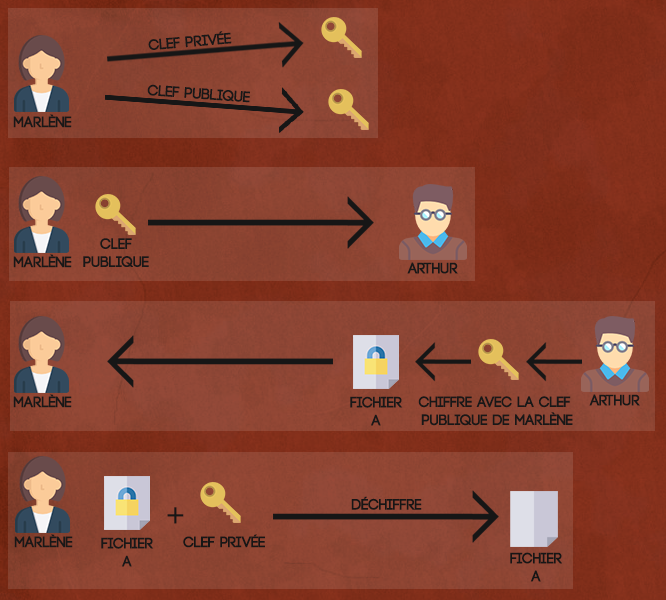 CLEF PRIVÉE
CLEF PUBLIQUE
MARLÈNE
MARLÈNE
CLEF
PUBLIQUE
ARTHUR
MARLÈNE
FICHIER
A
CHIFFRE AVEC LA CLEF
PUBLIQUE DE MARLÈNE
ARTHUR
DÉCHIFFRE
MARLÈNE
FICHIER
A
+
CLEF PRIVÉE
FICHIER
A